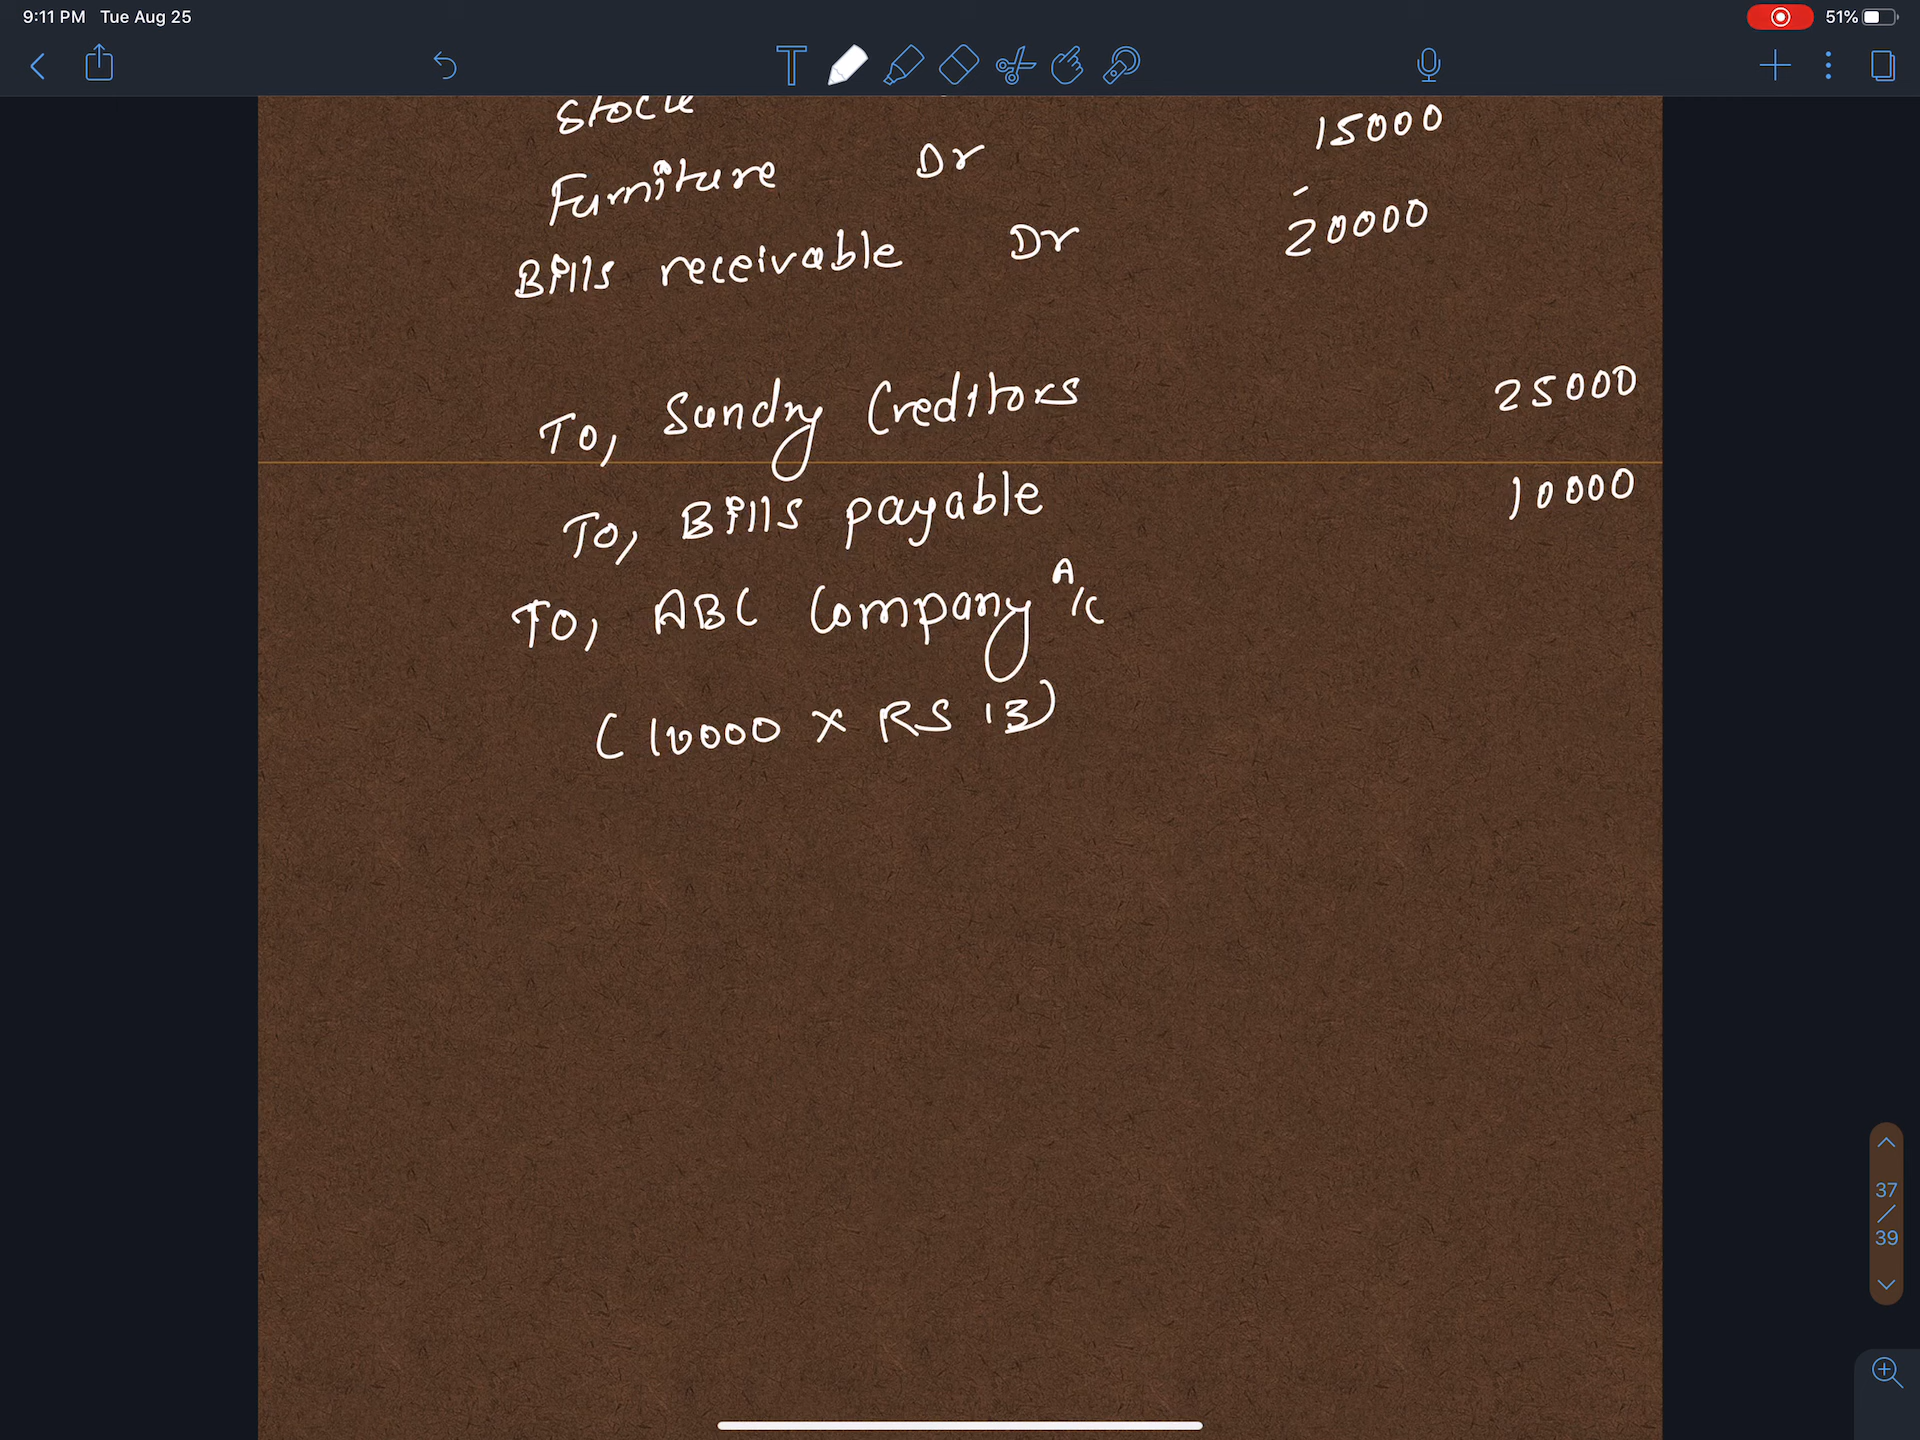 9:11 PM Tue Aug 25
51%
Stock
15000
Furniture Dr
20000
Bills receivable Dr
To, Sundry Creditors 25000
To, Bills payable 10000
To, ABC Company A/c
(10000 x RS 13)
37
/
39